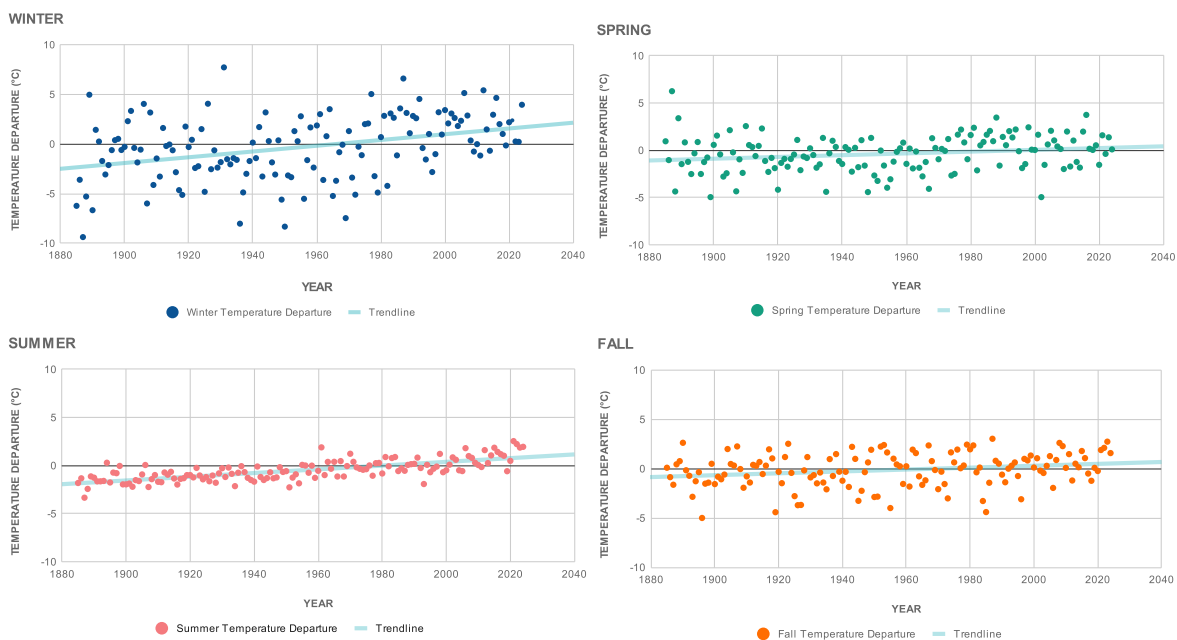 WINTER
TEMPERATURE DEPARTURE (°C)
10
5
0
-5
-10
1880 1900 1920 1940 1960 1980 2000 2020 2040
YEAR
Winter Temperature Departure Trendline
SPRING
TEMPERATURE DEPARTURE (°C)
10
5
0
-5
-10
1880 1900 1920 1940 1960 1980 2000 2020 2040
YEAR
Spring Temperature Departure Trendline
SUMMER
TEMPERATURE DEPARTURE (°C)
10
5
0
-5
-10
1880 1900 1920 1940 1960 1980 2000 2020 2040
YEAR
Summer Temperature Departure Trendline
FALL
TEMPERATURE DEPARTURE (°C)
10
5
0
-5
-10
1880 1900 1920 1940 1960 1980 2000 2020 2040
YEAR
Fall Temperature Departure Trendline